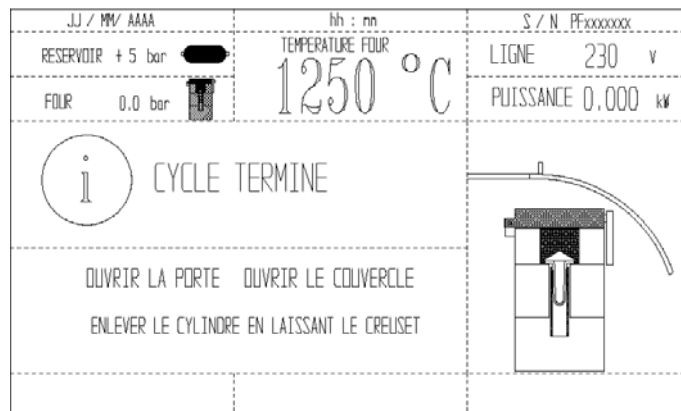 JJ / MM/ AAAA
hh : mn
S / N PFxxxxxxx
RESERVOIR + 5 bar
TEMPERATURE FOUR
1250 °C
LIGNE 230 v
FOUR 0.0 bar
PUISSANCE 0.000 kW
i CYCLE TERMINE
OUVRIR LA PORTE OUVRIR LE COUVERCLE
ENLEVER LE CYLINDRE EN LAISSANT LE CREUSET